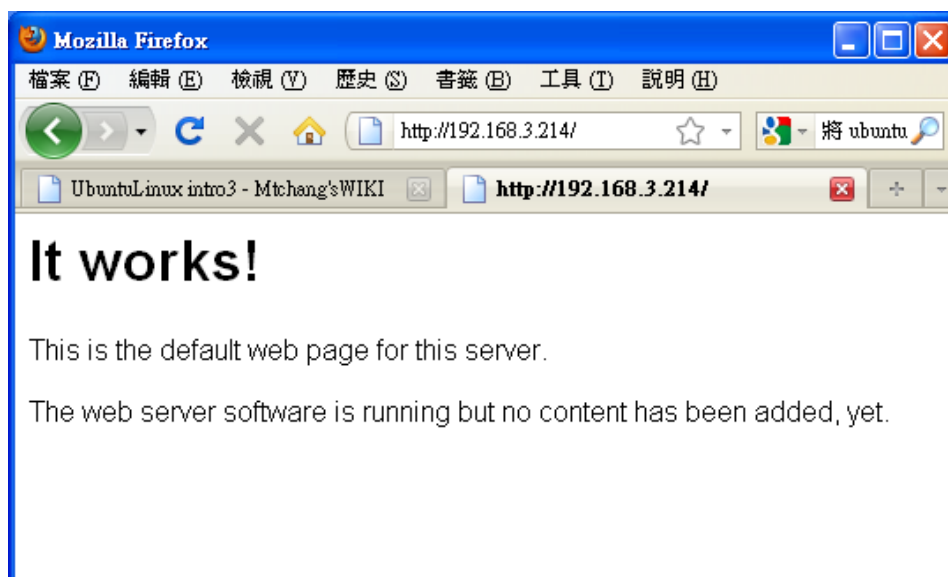 Mozilla Firefox
檔案 (F) 編輯 (E) 檢視 (V) 歷史 (S) 書籤 (B) 工具 (T) 說明 (H)
http://192.168.3.214/ 將 ubuntu
UbuntuLinux intro3 - Mtchang'sWIKI http://192.168.3.214/
It works!
This is the default web page for this server.
The web server software is running but no content has been added, yet.